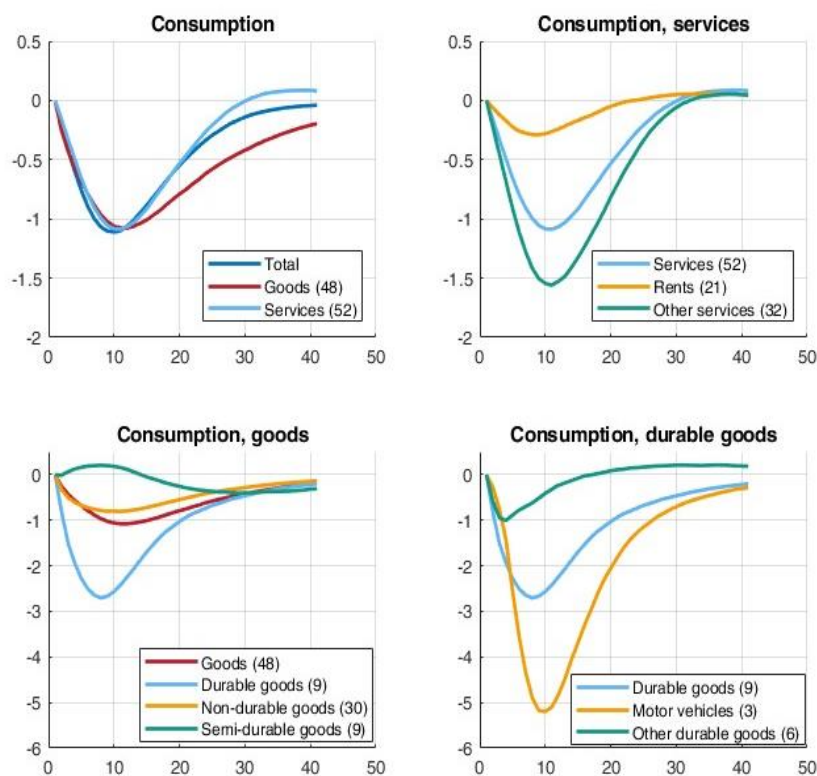 Consumption
0.5
0
-0.5
-1
-1.5
-2
0
10
20
30
40
50
Total
Goods (48)
Services (52)
Consumption, services
0.5
0
-0.5
-1
-1.5
-2
0
10
20
30
40
50
Services (52)
Rents (21)
Other services (32)
Consumption, goods
0
-1
-2
-3
-4
-5
-6
0
10
20
30
40
50
Goods (48)
Durable goods (9)
Non-durable goods (30)
Semi-durable goods (9)
Consumption, durable goods
0
-1
-2
-3
-4
-5
-6
0
10
20
30
40
50
Durable goods (9)
Motor vehicles (3)
Other durable goods (6)